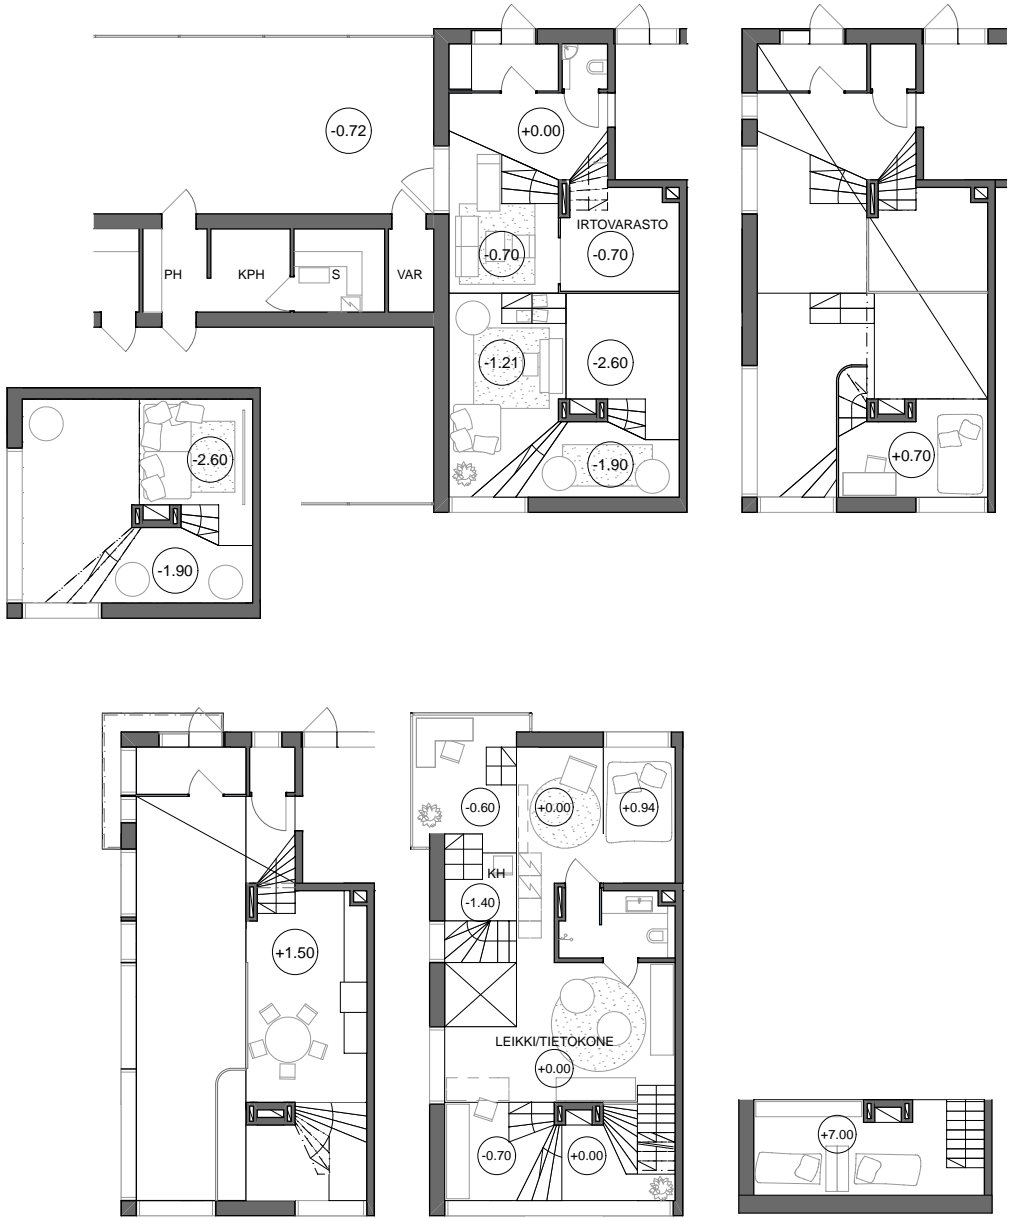 -0.72
+0.00
IRTOVARASTO
-0.70
-0.70
PH
KPH
S
VAR
-1.21
-2.60
-1.90
+0.70
-2.60
-1.90
-0.60
+0.00
+0.94
KH
-1.40
+1.50
LEIKKI/TIETOKONE
+0.00
-0.70
+0.00
+7.00